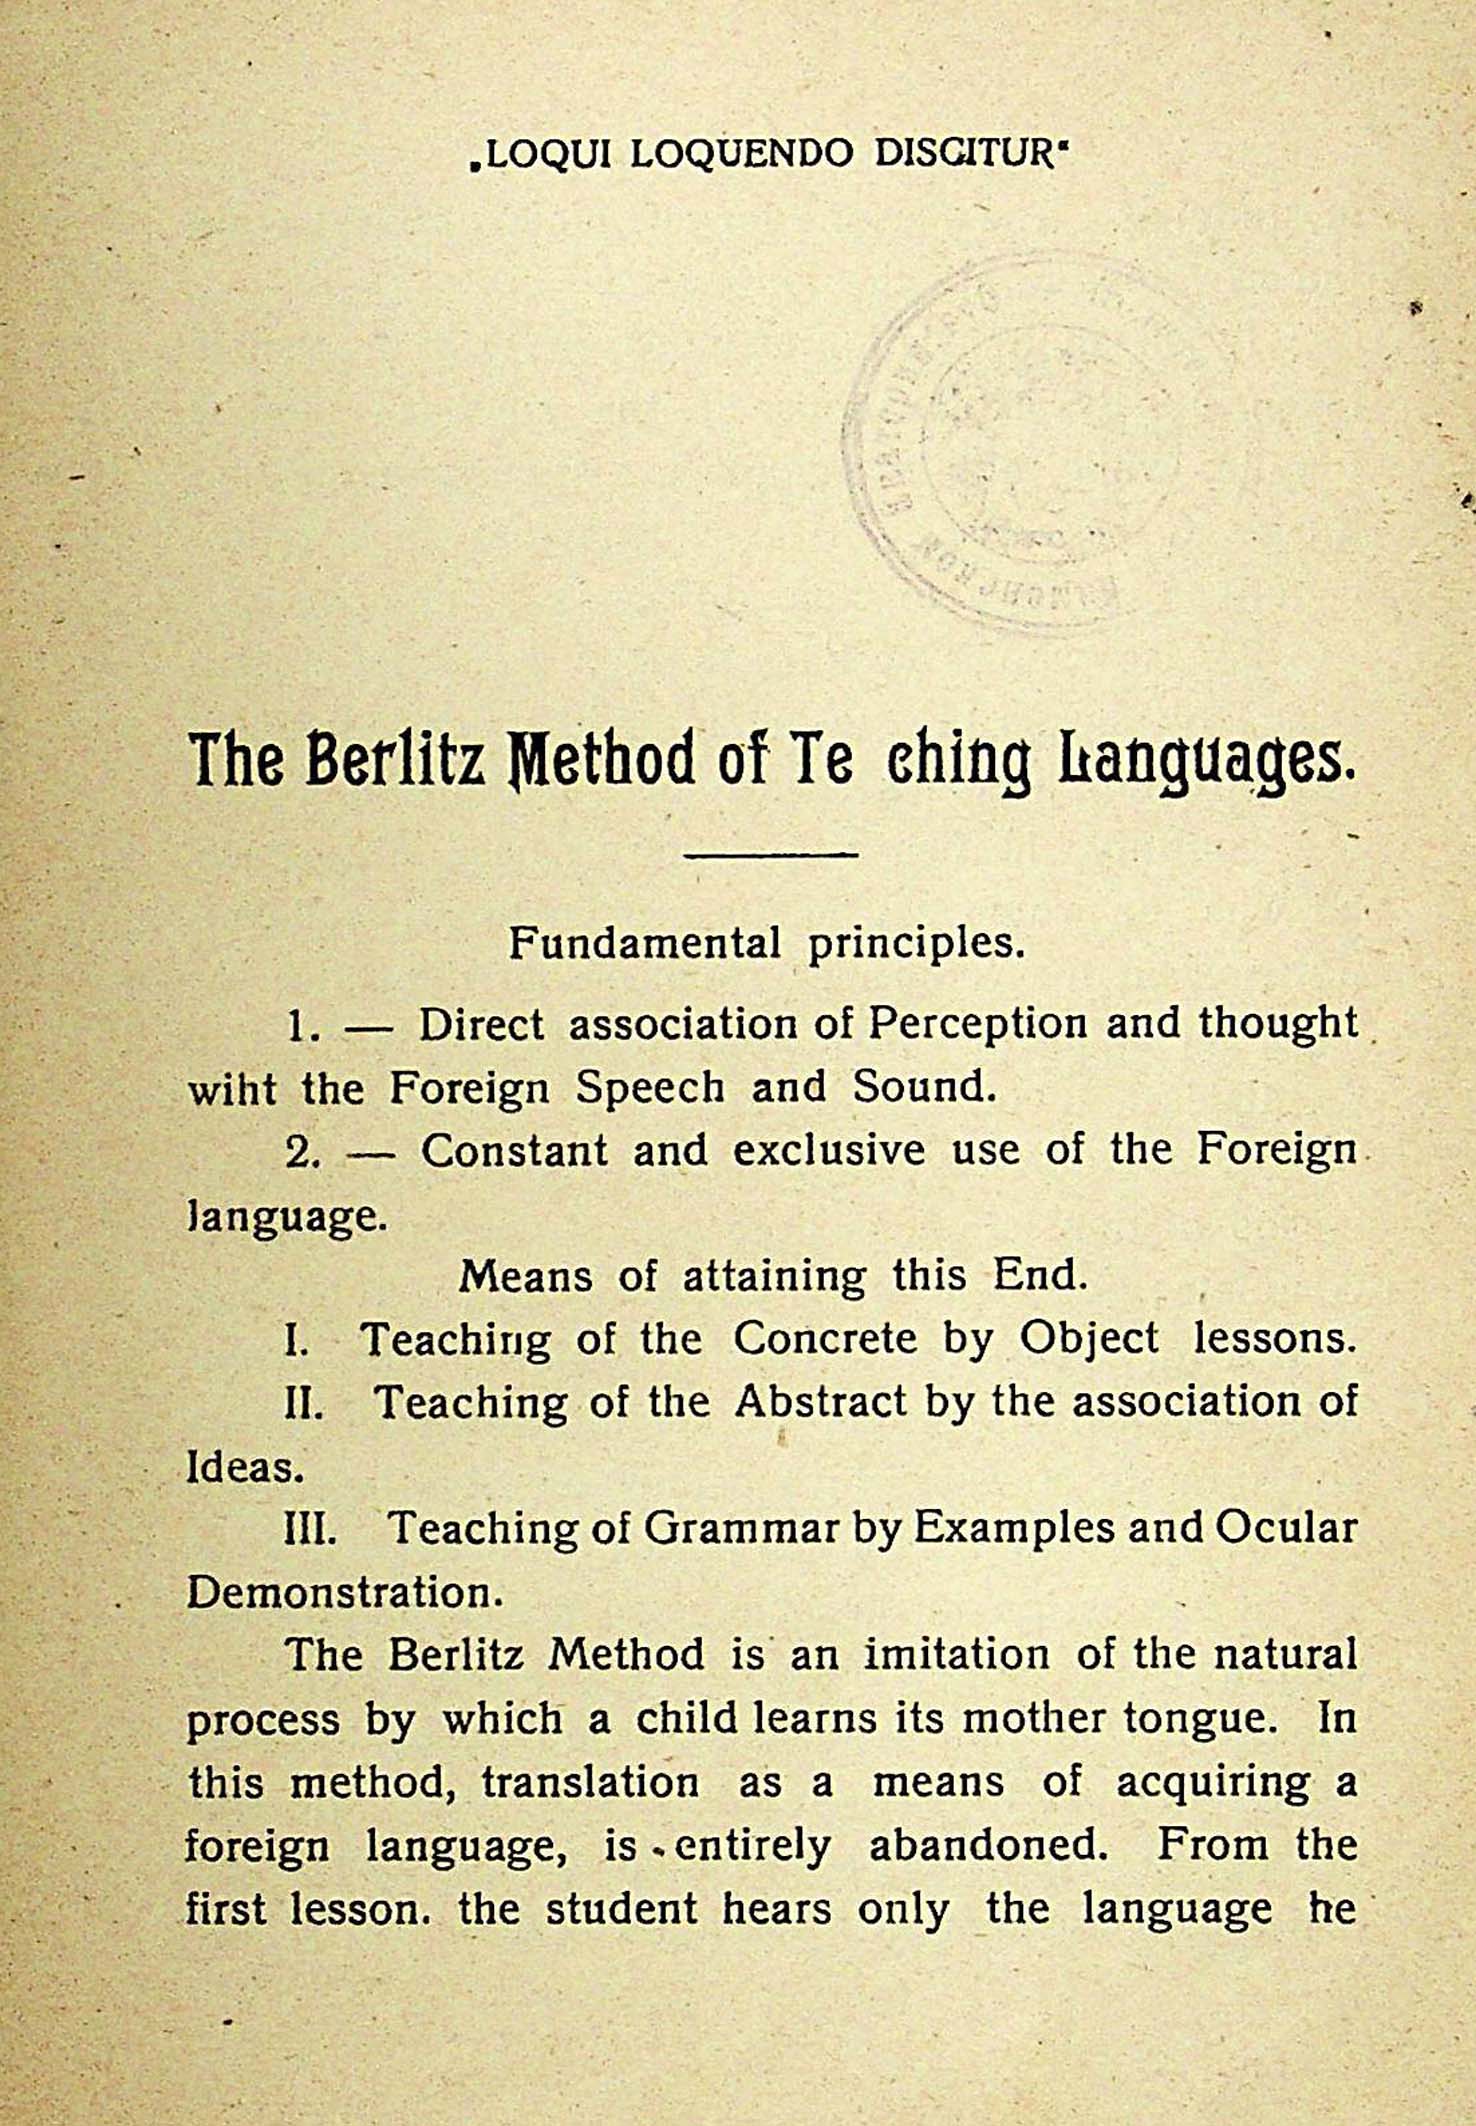 „LOQUI LOQUENDO DISCITUR“
The Berlitz Method of Te ching Languages.
Fundamental principles.
1. — Direct association of Perception and thought
wiht the Foreign Speech and Sound.
2. — Constant and exclusive use of the Foreign
language.
Means of attaining this End.
I. Teaching of the Concrete by Object lessons.
II. Teaching of the Abstract by the association of
Ideas.
III. Teaching of Grammar by Examples and Ocular
Demonstration.
The Berlitz Method is an imitation of the natural
process by which a child learns its mother tongue. In
this method, translation as a means of acquiring a
foreign language, is entirely abandoned. From the
first lesson. the student hears only the language he